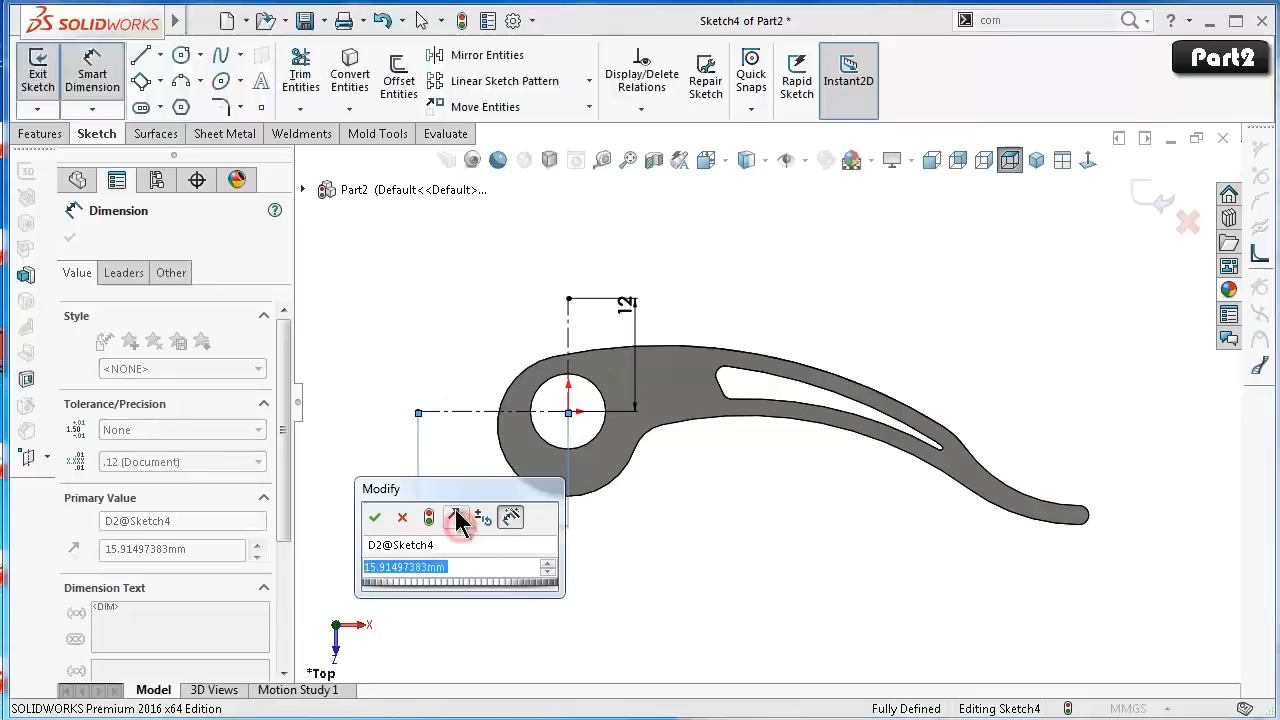 SOLIDWORKS
Sketch4 of Part2 *
com
Part2
Exit Sketch
Smart Dimension
Trim Entities
Convert Entities
Offset Entities
Mirror Entities
Linear Sketch Pattern
Move Entities
Display/Delete Relations
Repair Sketch
Quick Snaps
Rapid Sketch
Instant2D
Features
Sketch
Surfaces
Sheet Metal
Weldments
Mold Tools
Evaluate
Part2 (Default<<Default>...
Dimension
Value
Leaders
Other
Style
<NONE>
Tolerance/Precision
None
.12 (Document)
Primary Value
D2@Sketch4
15.91497383mm
Dimension Text
<DIM>
12
Modify
D2@Sketch4
15.91497383mm
X
Z
*Top
Model
3D Views
Motion Study 1
SOLIDWORKS Premium 2016 x64 Edition
Fully Defined
Editing Sketch4
MMGS